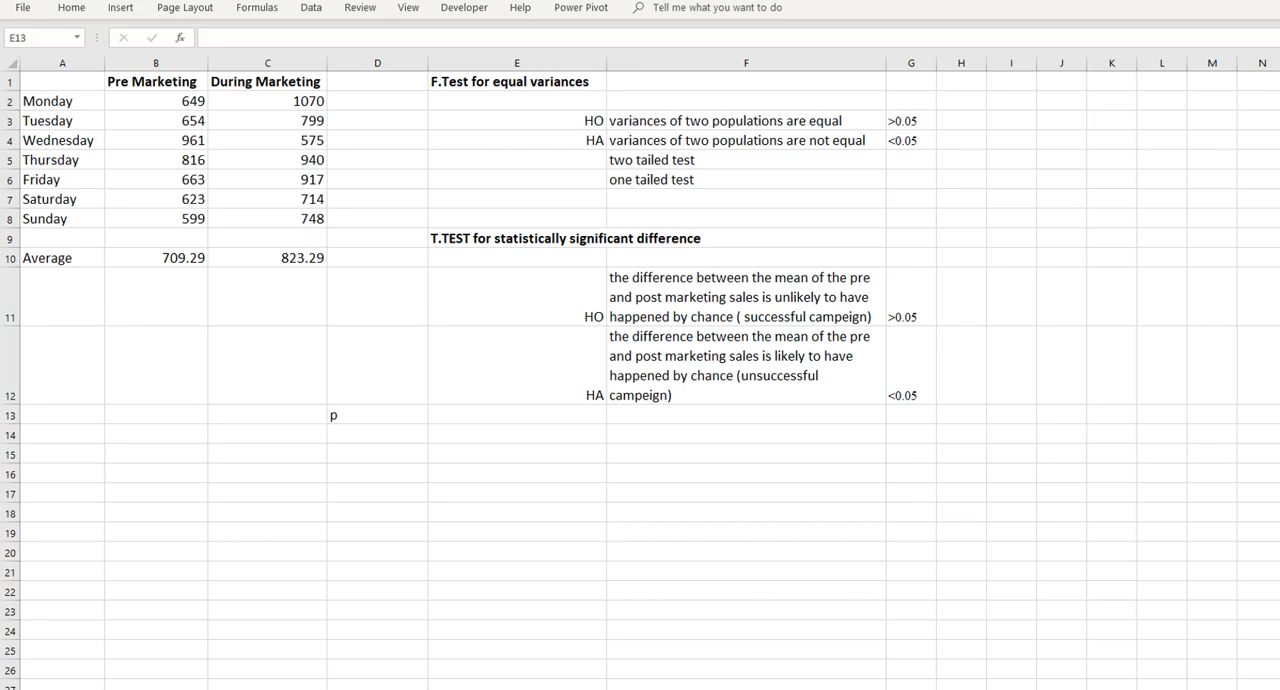 File Home Insert Page Layout Formulas Data Review View Developer Help Power Pivot Tell me what you want to do
E13 fx
A B C D E F G H I J K L M N
1 Pre Marketing During Marketing F.Test for equal variances
2 Monday 649 1070
3 Tuesday 654 799 HO variances of two populations are equal >0.05
4 Wednesday 961 575 HA variances of two populations are not equal <0.05
5 Thursday 816 940 two tailed test
6 Friday 663 917 one tailed test
7 Saturday 623 714
8 Sunday 599 748
9 T.TEST for statistically significant difference
10 Average 709.29 823.29
the difference between the mean of the pre
and post marketing sales is unlikely to have
11 HO happened by chance ( successful campeign) >0.05
the difference between the mean of the pre
and post marketing sales is likely to have
happened by chance (unsuccessful
12 HA campeign) <0.05
13 p
14
15
16
17
18
19
20
21
22
23
24
25
26
27